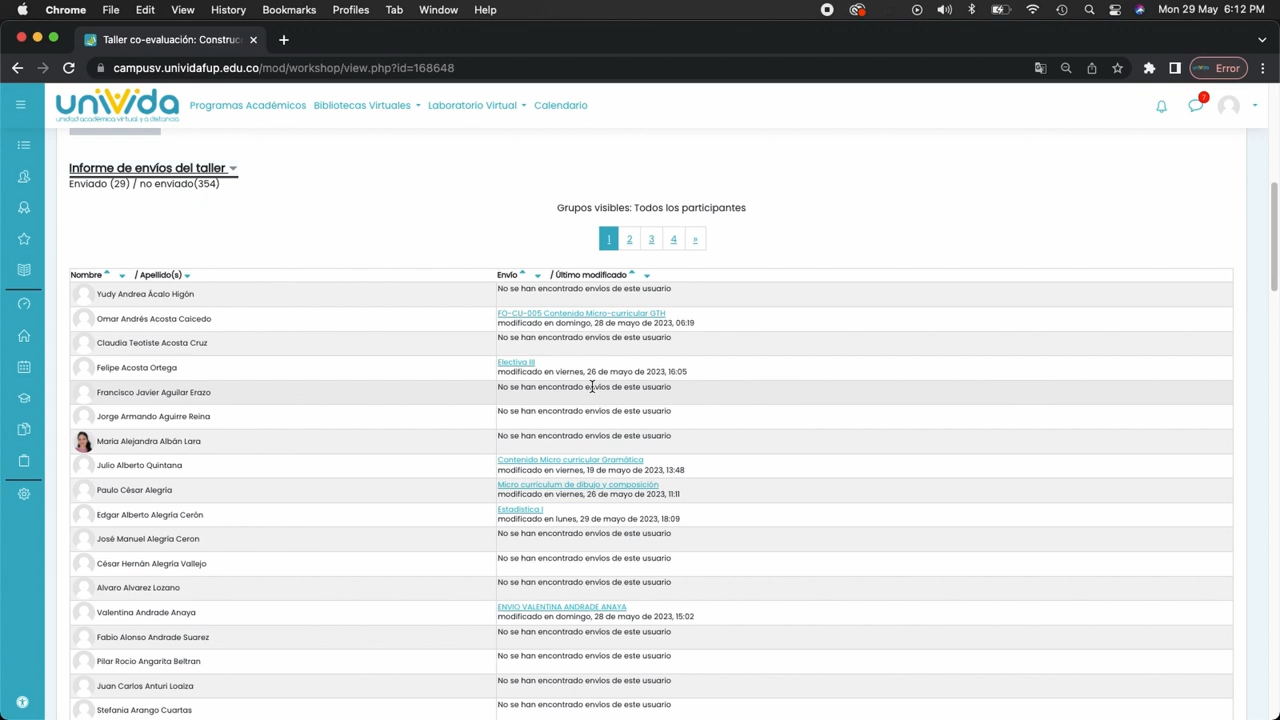 Chrome File Edit View History Bookmarks Profiles Tab Window Help Mon 29 May 6:12 PM
Taller co-evaluación: Construc
campusv.unividafup.edu.co/mod/workshop/view.php?id=168648 Error
univida
unidad académica virtual y a distancia
Programas Académicos Bibliotecas Virtuales Laboratorio Virtual Calendario 7
Informe de envíos del taller
Enviado (29) / no enviado(354)
Grupos visibles: Todos los participantes
1 2 3 4 »
Nombre / Apellido(s) Envío / Último modificado
Yudy Andrea Ácalo Higón No se han encontrado envíos de este usuario
Omar Andrés Acosta Caicedo FO-CU-005 Contenido Micro-curricular GTH
modificado en domingo, 28 de mayo de 2023, 06:19
Claudia Teotiste Acosta Cruz No se han encontrado envíos de este usuario
Felipe Acosta Ortega Electiva III
modificado en viernes, 26 de mayo de 2023, 16:05
Francisco Javier Aguilar Erazo No se han encontrado envíos de este usuario
Jorge Armando Aguirre Reina No se han encontrado envíos de este usuario
Maria Alejandra Albán Lara No se han encontrado envíos de este usuario
Julio Alberto Quintana Contenido Micro curricular Gramática
modificado en viernes, 19 de mayo de 2023, 13:48
Paulo César Alegría Micro curriculum de dibujo y composición
modificado en viernes, 26 de mayo de 2023, 11:11
Edgar Alberto Alegría Cerón Estadística I
modificado en lunes, 29 de mayo de 2023, 18:09
José Manuel Alegría Ceron No se han encontrado envíos de este usuario
César Hernán Alegría Vallejo No se han encontrado envíos de este usuario
Alvaro Alvarez Lozano No se han encontrado envíos de este usuario
Valentina Andrade Anaya ENVIO VALENTINA ANDRADE ANAYA
modificado en domingo, 28 de mayo de 2023, 15:02
Fabio Alonso Andrade Suarez No se han encontrado envíos de este usuario
Pilar Rocio Angarita Beltran No se han encontrado envíos de este usuario
Juan Carlos Anturi Loaiza No se han encontrado envíos de este usuario
Stefania Arango Cuartas No se han encontrado envíos de este usuario